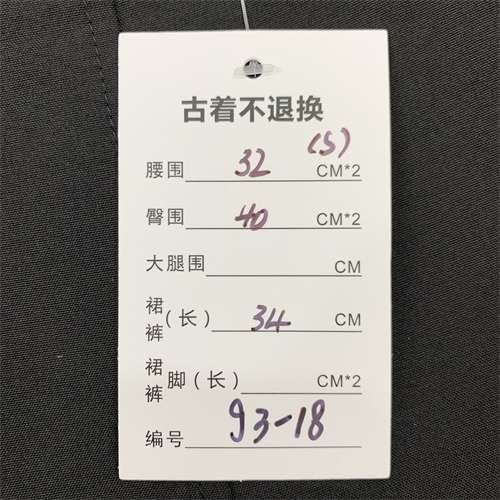 古着不退换
(S)
腰围 32 CM*2
臀围 40 CM*2
大腿围 CM
裙裤(长) 34 CM
裙裤脚(长) CM*2
编号 93-18